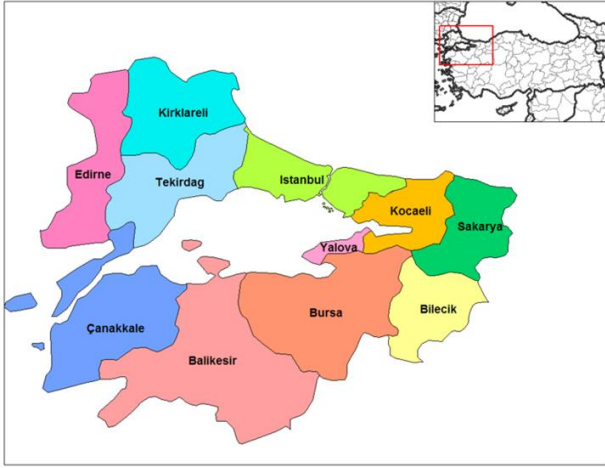 Kirklareli
Edirne
Tekirdag
Istanbul
Kocaeli
Sakarya
Yalova
Çanakkale
Bursa
Bilecik
Balikesir